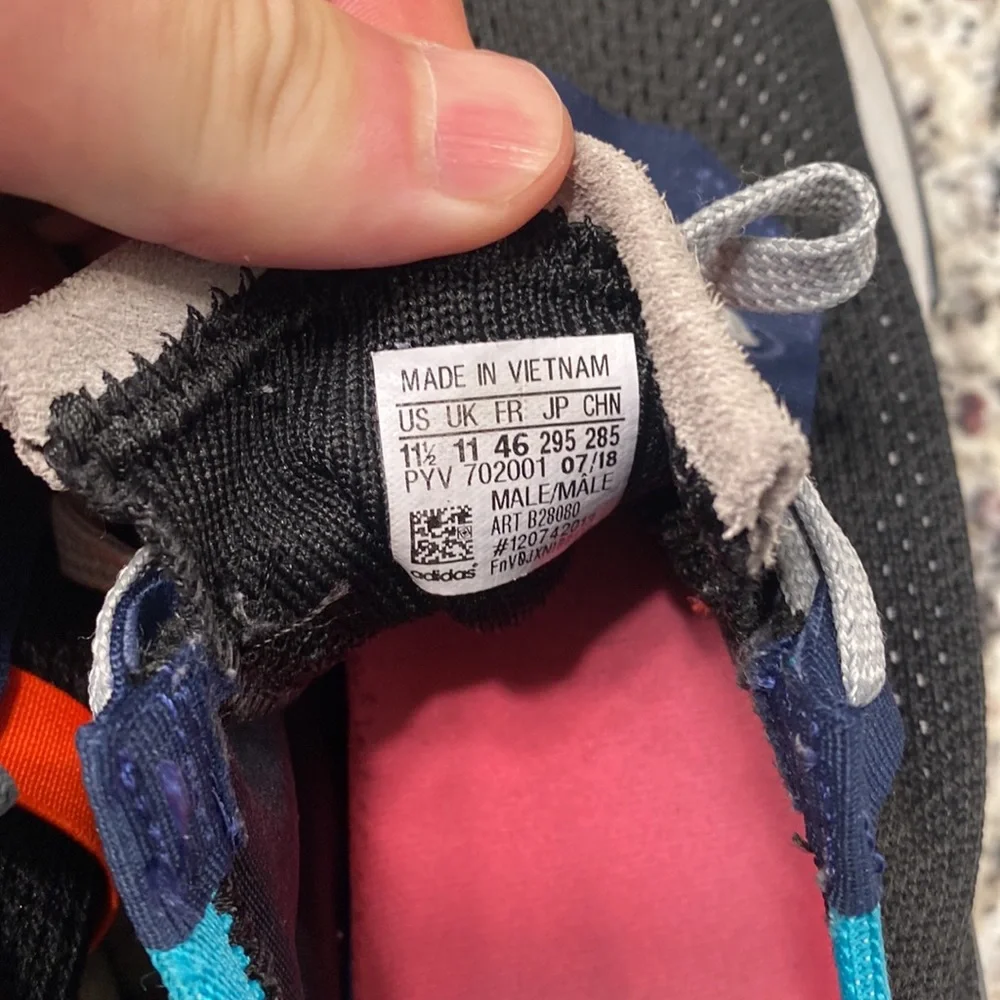 MADE IN VIETNAM
US UK FR JP CHN
11½ 11 46 295 285
PYV 702001 07/18
MALE/MÂLE
ART B28080
adidas